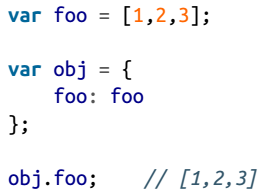 var foo = [1,2,3];
var obj = {
    foo: foo
};
obj.foo;    // [1,2,3]